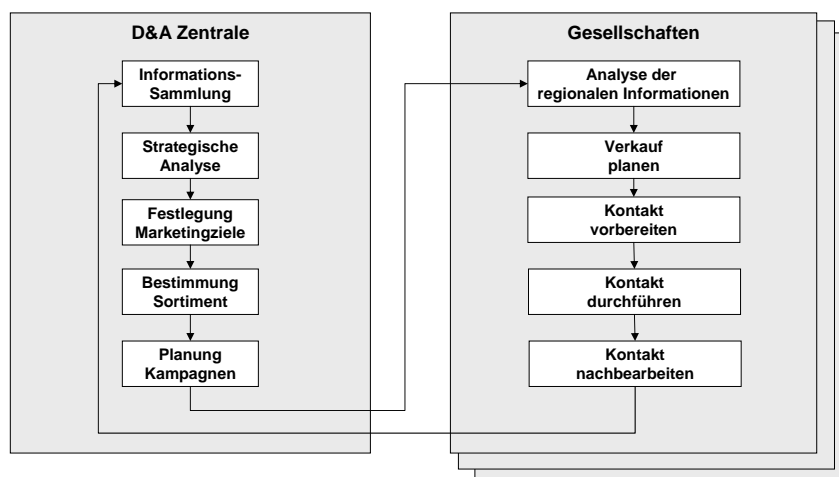 D&A Zentrale
Informations-
Sammlung
Strategische
Analyse
Festlegung
Marketingziele
Bestimmung
Sortiment
Planung
Kampagnen
Gesellschaften
Analyse der
regionalen Informationen
Verkauf
planen
Kontakt
vorbereiten
Kontakt
durchführen
Kontakt
nachbearbeiten